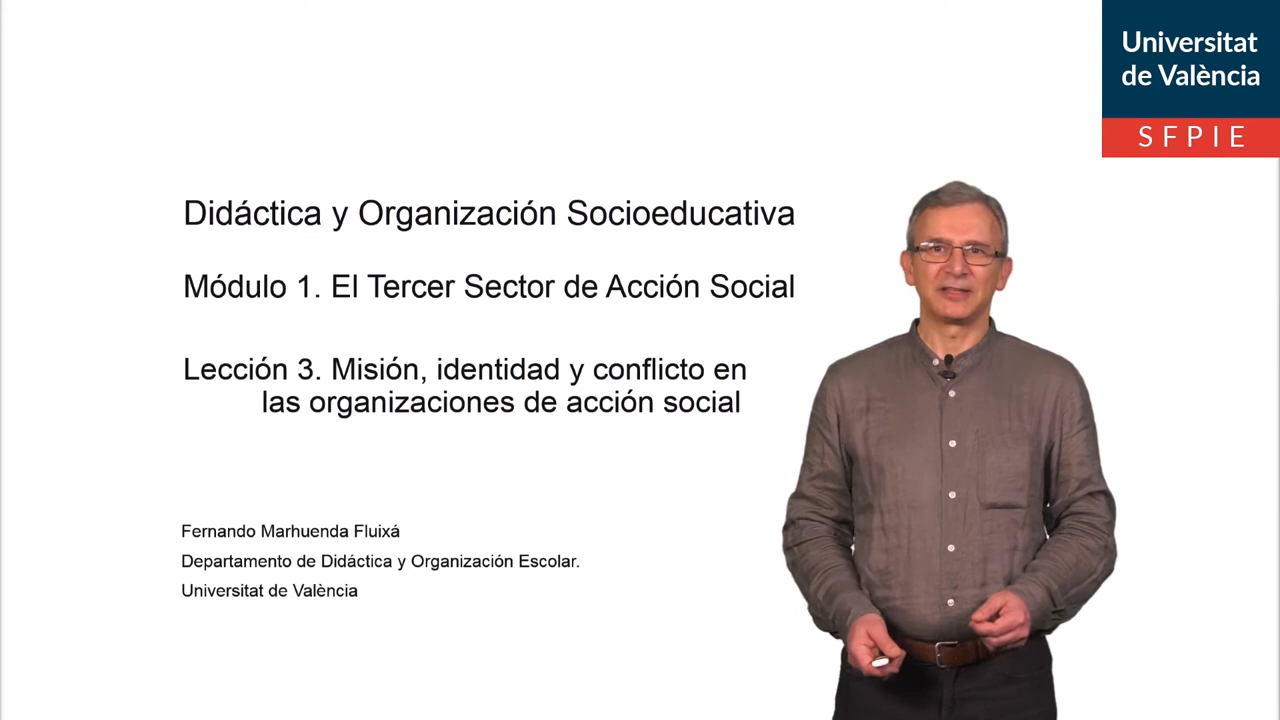 Universitat
de València
SFPIE
Didáctica y Organización Socioeducativa
Módulo 1. El Tercer Sector de Acción Social
Lección 3. Misión, identidad y conflicto en
las organizaciones de acción social
Fernando Marhuenda Fluixá
Departamento de Didáctica y Organización Escolar.
Universitat de València